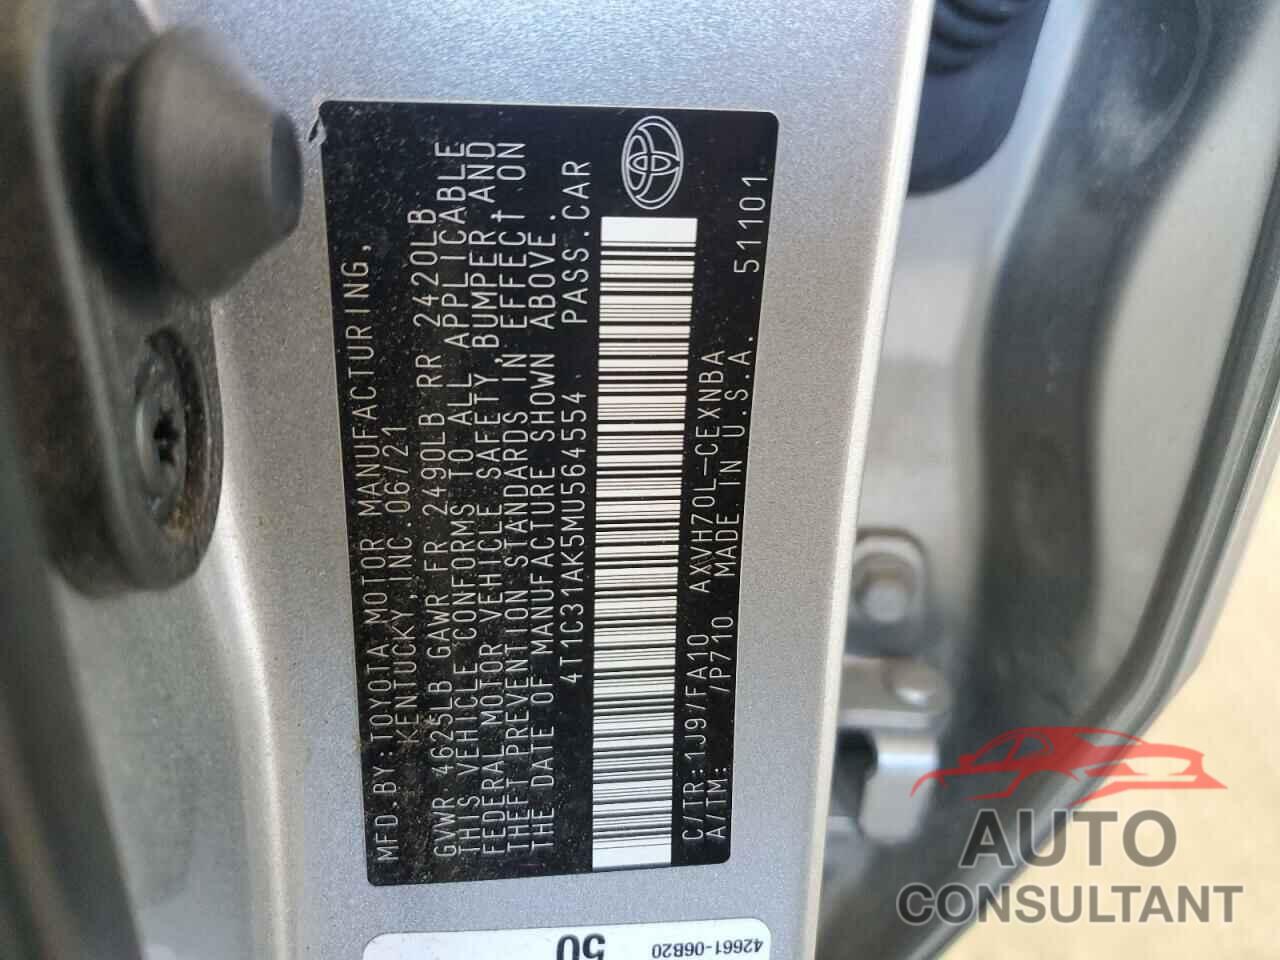 MFD.BY:TOYOTA MOTOR MANUFACTURING,
KENTUCKY,INC.06/21
GVWR 4625LB GAWR FR 2490LB RR 2420LB
THIS VEHICLE CONFORMS TO ALL APPLICABLE
FEDERAL MOTOR VEHICLE SAFETY,BUMPER,AND
THEFT PREVENTION STANDARDS IN EFFECT ON
THE DATE OF MANUFACTURE SHOWN ABOVE.
4T1C31AK5MU564554 PASS.CAR
C/TR:1J9/FA10 AXVH70L-CEXNBA
A/TM: /P710 MADE IN U.S.A. 51101
42661-06B20
50
AUTO
CONSULTANT